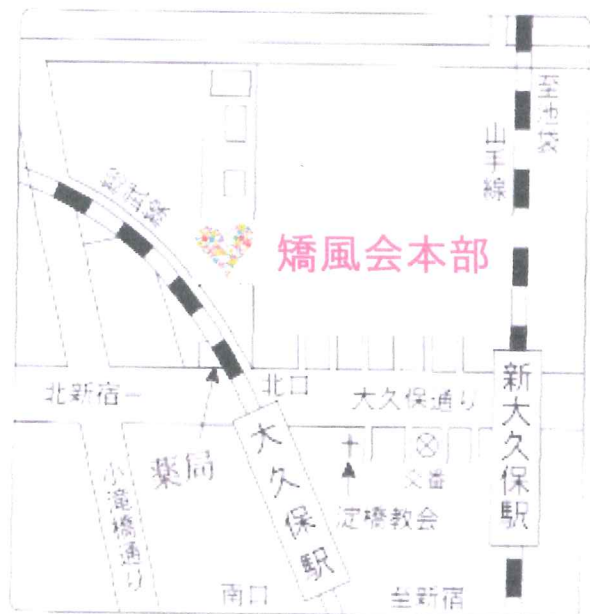 至池袋
山手線
総武線
矯風会本部
北新宿一
北口
大久保通り
新大久保駅
大久保駅
薬局
小滝橋通り
交番
淀橋教会
南口
至新宿